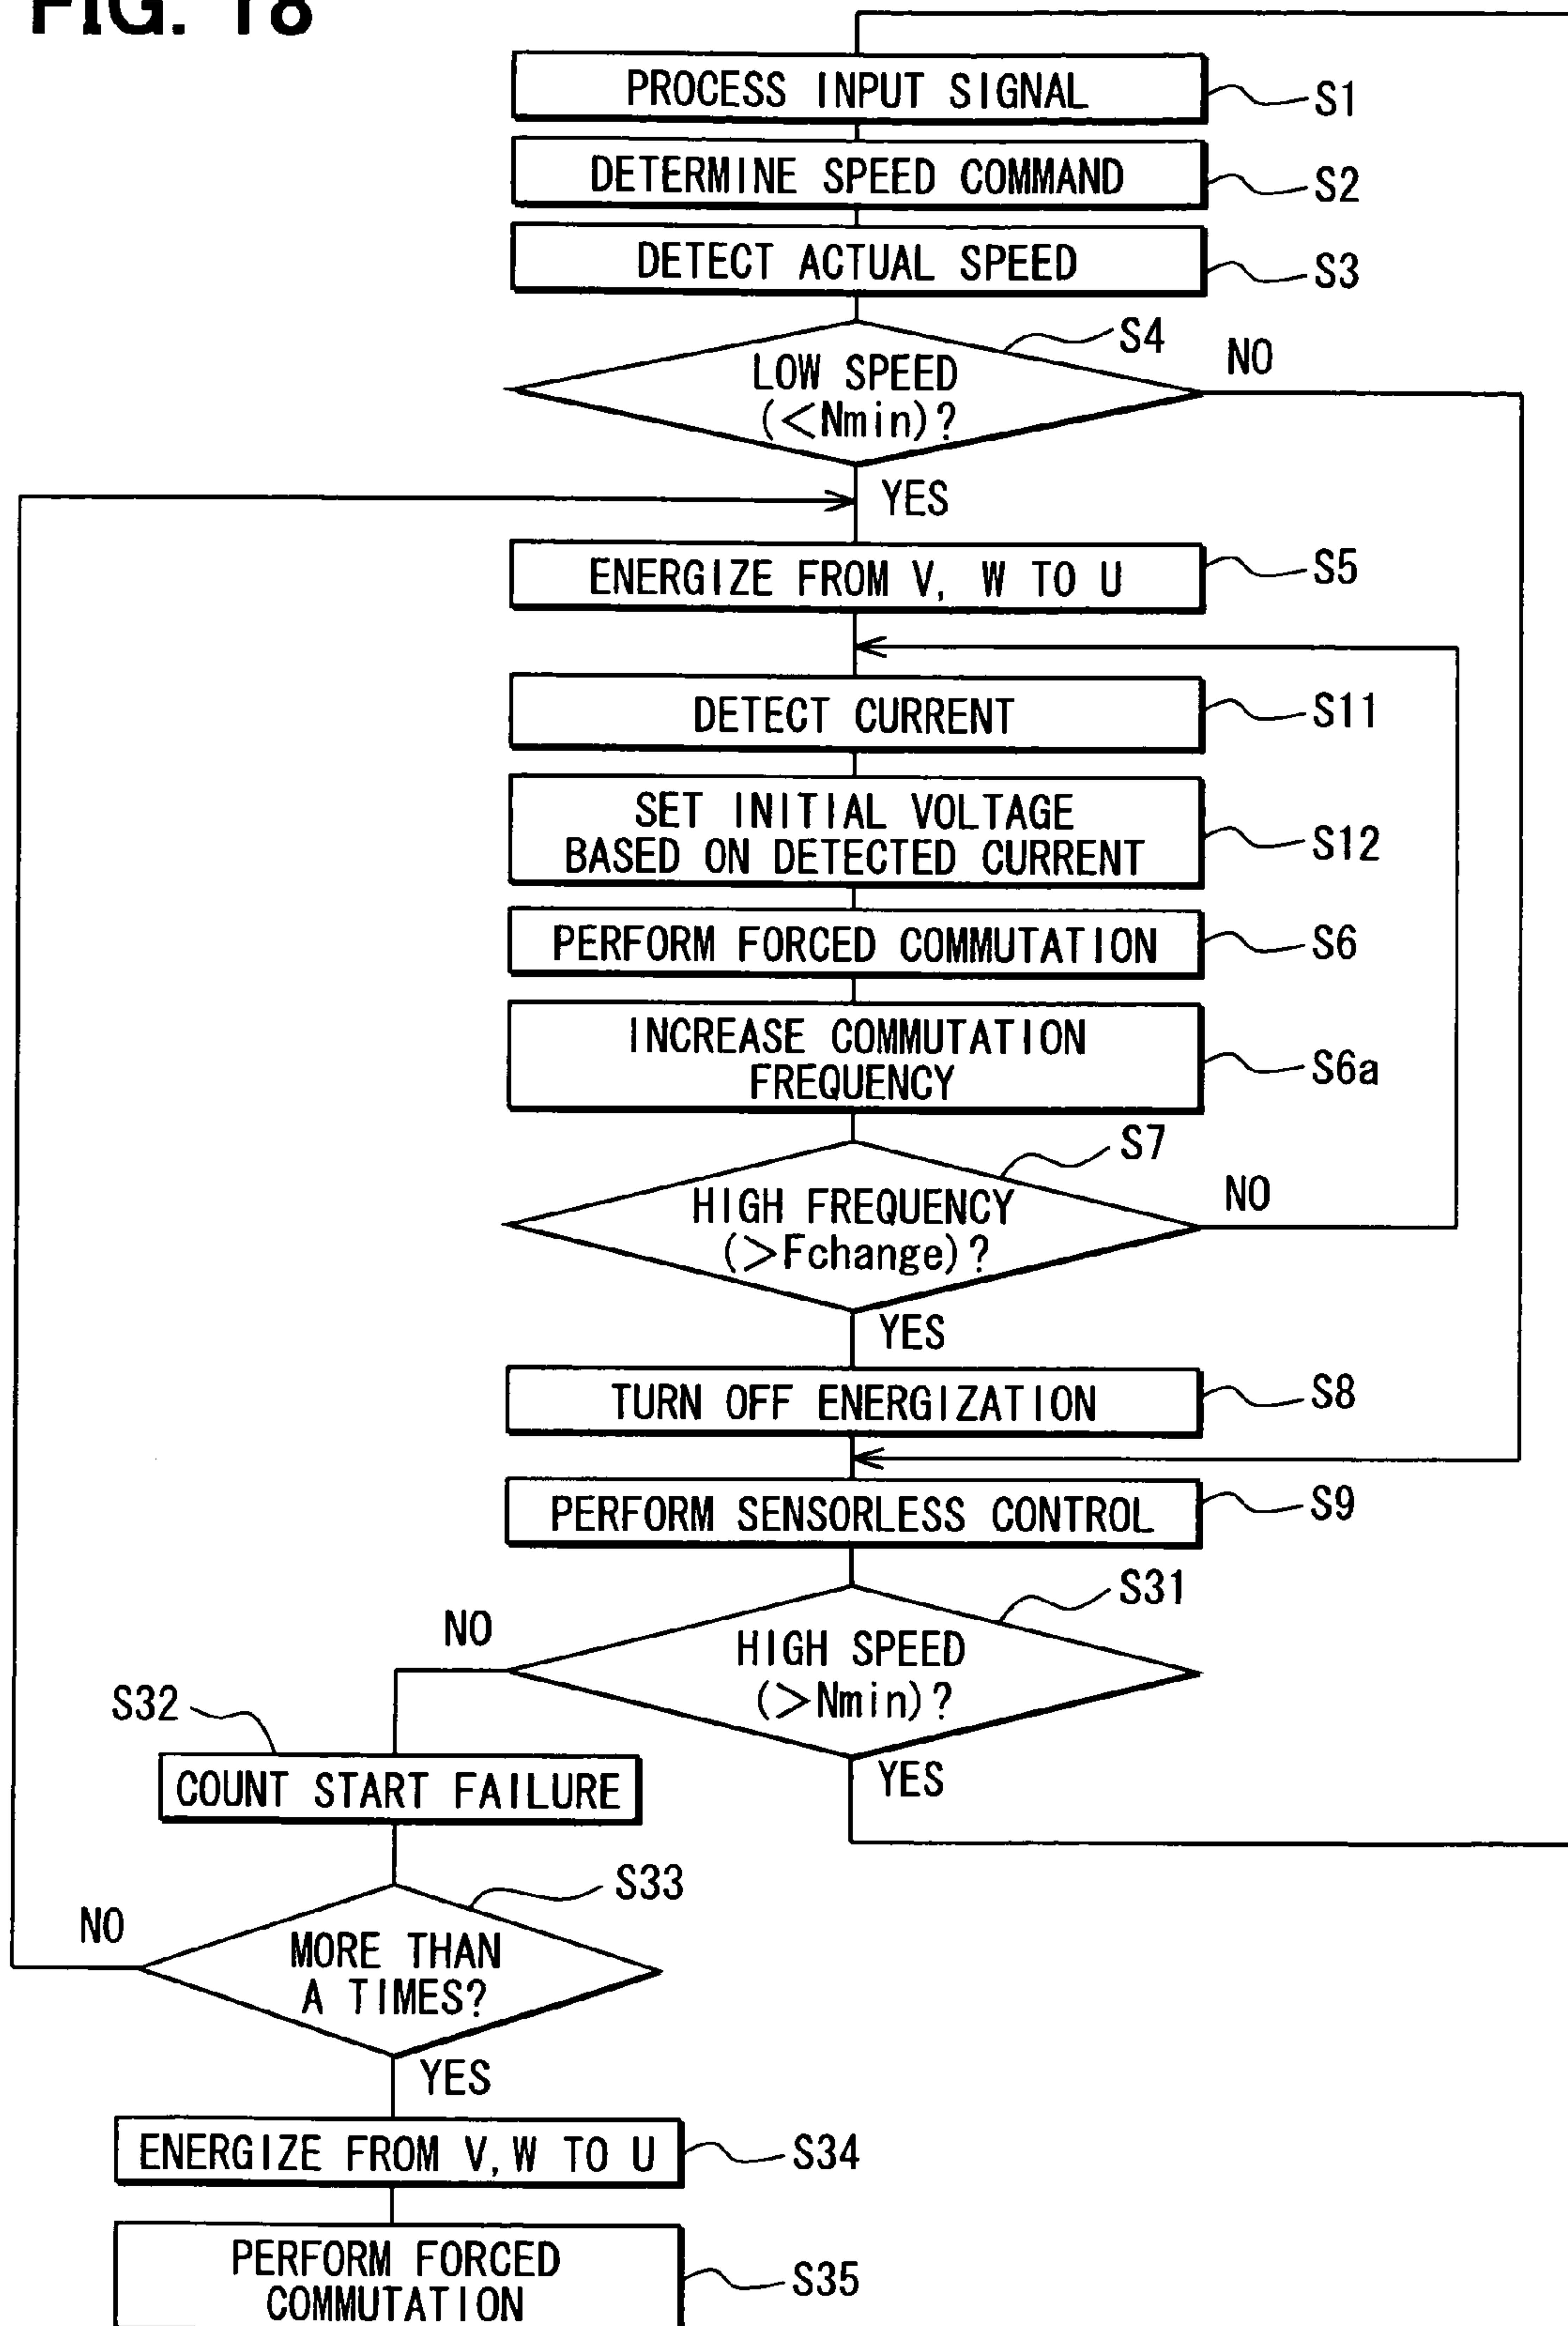 FIG. 18
PROCESS INPUT SIGNAL
S1
DETERMINE SPEED COMMAND
S2
DETECT ACTUAL SPEED
S3
S4
LOW SPEED
(<Nmin)?
NO
YES
ENERGIZE FROM V, W TO U
S5
DETECT CURRENT
S11
SET INITIAL VOLTAGE
BASED ON DETECTED CURRENT
S12
PERFORM FORCED COMMUTATION
S6
INCREASE COMMUTATION
FREQUENCY
S6a
S7
HIGH FREQUENCY
(>Fchange)?
NO
YES
TURN OFF ENERGIZATION
S8
PERFORM SENSORLESS CONTROL
S9
S31
HIGH SPEED
(>Nmin)?
NO
YES
S32
COUNT START FAILURE
S33
MORE THAN
A TIMES?
NO
YES
ENERGIZE FROM V,W TO U
S34
PERFORM FORCED
COMMUTATION
S35